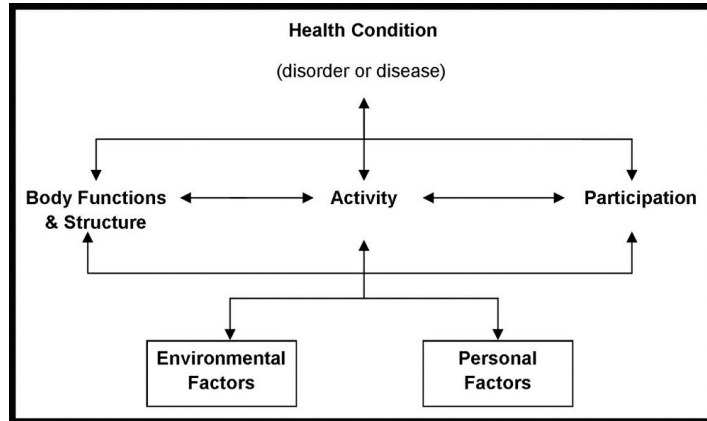 Health Condition
(disorder or disease)
Body Functions
& Structure
Activity
Participation
Environmental
Factors
Personal
Factors